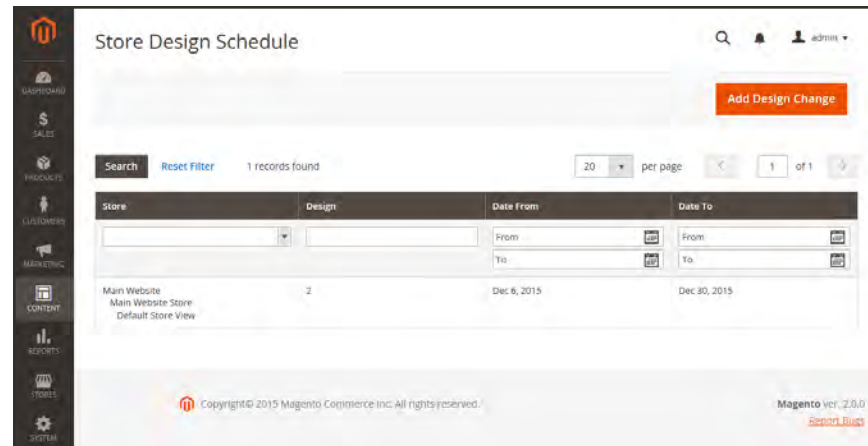 Store Design Schedule
admin
DASHBOARD
SALES
PRODUCTS
CUSTOMERS
MARKETING
CONTENT
REPORTS
STORES
SYSTEM
Add Design Change
Search Reset Filter 1 records found 20 per page 1 of 1
Store Design Date From Date To
From From
To To
Main Website 2 Dec 6, 2015 Dec 30, 2015
Main Website Store
Default Store View
Copyright© 2015 Magento Commerce Inc. All rights reserved. Magento ver. 2.0.0
Report Bugs